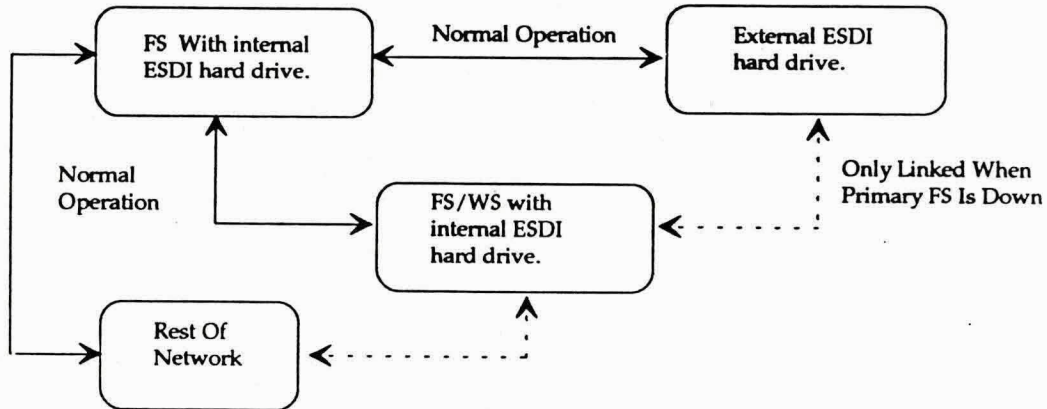 FS With internal
ESDI hard drive.
Normal Operation
External ESDI
hard drive.
Normal
Operation
FS/WS with
internal ESDI
hard drive.
Only Linked When
Primary FS Is Down
Rest Of
Network